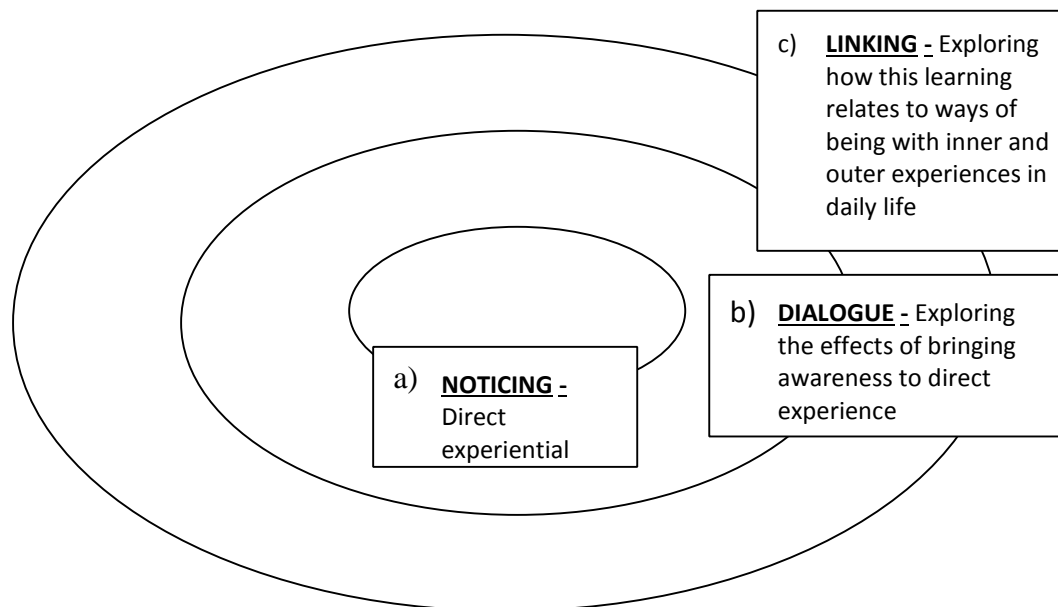 c) LINKING - Exploring
how this learning
relates to ways of
being with inner and
outer experiences in
daily life
b) DIALOGUE - Exploring
the effects of bringing
awareness to direct
experience
a) NOTICING -
Direct
experiential